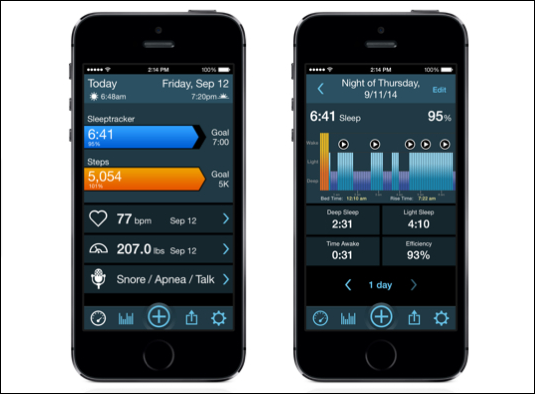 2:14 PM
100%
Today
Friday, Sep 12
6:48am
7:20pm
Sleeptracker
6:41
95%
Goal
7:00
Steps
5,054
101%
Goal
5K
77 bpm
Sep 12
207.0 lbs
Sep 12
Snore / Apnea / Talk
2:14 PM
100%
Night of Thursday,
9/11/14
Edit
6:41 Sleep
95%
Wake
Light
Deep
Bed Time: 12:10 am
Rise Time: 7:22 am
Deep Sleep
2:31
Light Sleep
4:10
Time Awake
0:31
Efficiency
93%
1 day